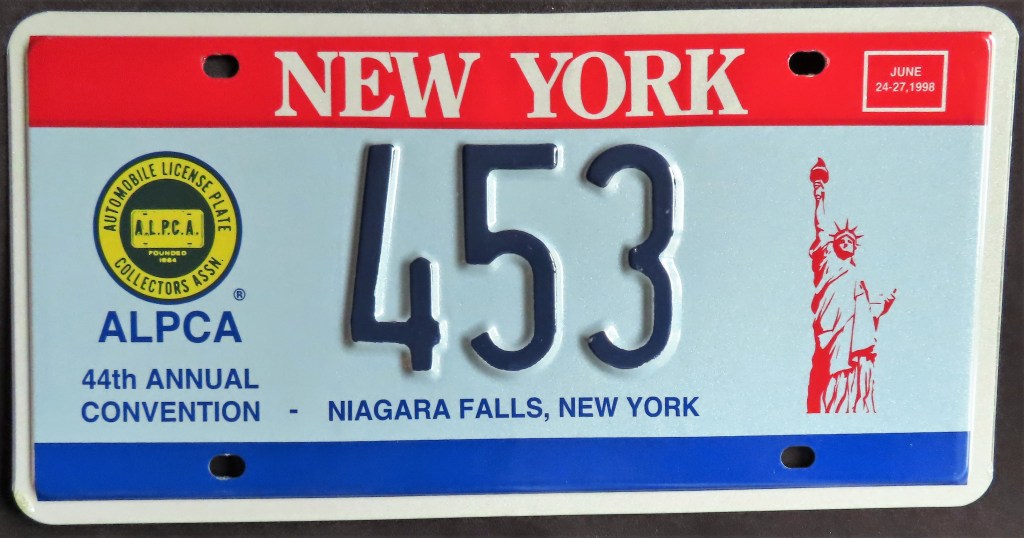 NEW YORK
JUNE
24-27,1998
AUTOMOBILE LICENSE PLATE
A.L.P.C.A.
FOUNDED
1954
COLLECTORS ASSN.
®
ALPCA
453
44th ANNUAL
CONVENTION - NIAGARA FALLS, NEW YORK